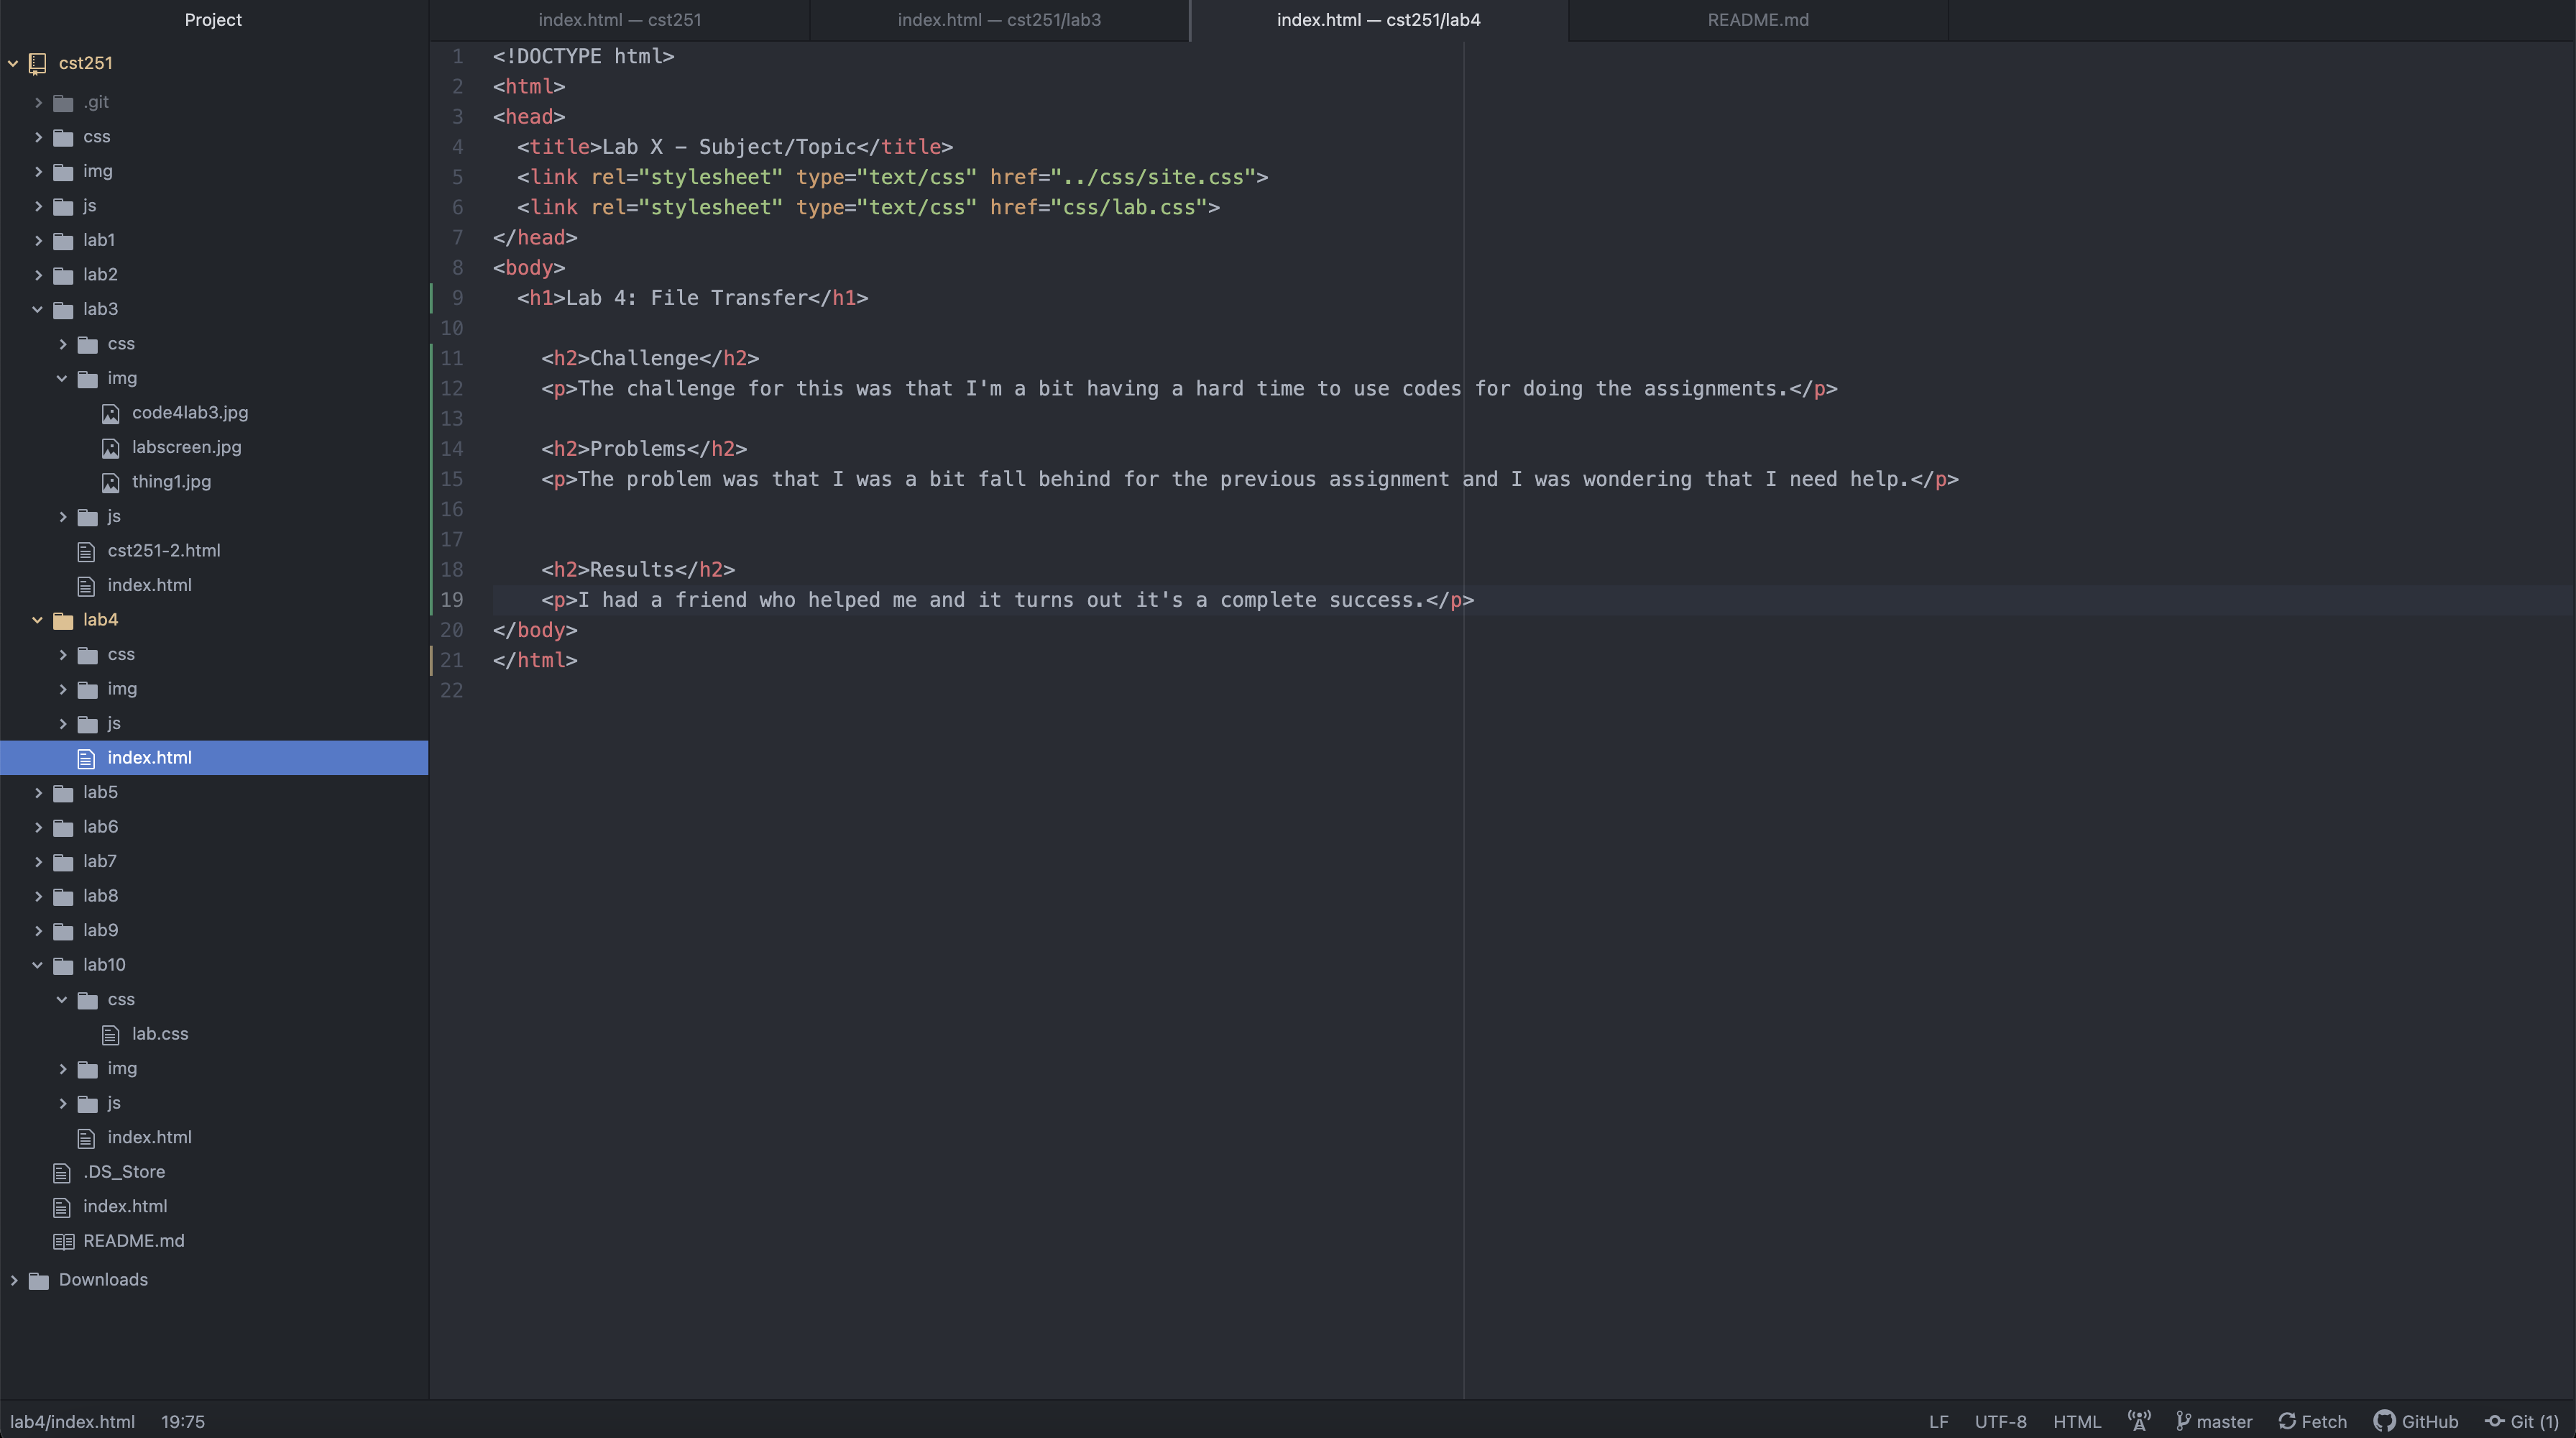 Project
index.html — cst251
index.html — cst251/lab3
index.html — cst251/lab4
README.md
cst251
.git
css
img
js
lab1
lab2
lab3
css
img
code4lab3.jpg
labscreen.jpg
thing1.jpg
js
cst251-2.html
index.html
lab4
css
img
js
index.html
lab5
lab6
lab7
lab8
lab9
lab10
css
lab.css
img
js
index.html
.DS_Store
index.html
README.md
Downloads
1 <!DOCTYPE html>
2 <html>
3 <head>
4 <title>Lab X – Subject/Topic</title>
5 <link rel="stylesheet" type="text/css" href="../css/site.css">
6 <link rel="stylesheet" type="text/css" href="css/lab.css">
7 </head>
8 <body>
9 <h1>Lab 4: File Transfer</h1>
10
11 <h2>Challenge</h2>
12 <p>The challenge for this was that I'm a bit having a hard time to use codes for doing the assignments.</p>
13
14 <h2>Problems</h2>
15 <p>The problem was that I was a bit fall behind for the previous assignment and I was wondering that I need help.</p>
16
17
18 <h2>Results</h2>
19 <p>I had a friend who helped me and it turns out it's a complete success.</p>
20 </body>
21 </html>
22
lab4/index.html 19:75
LF UTF-8 HTML master Fetch GitHub Git (1)